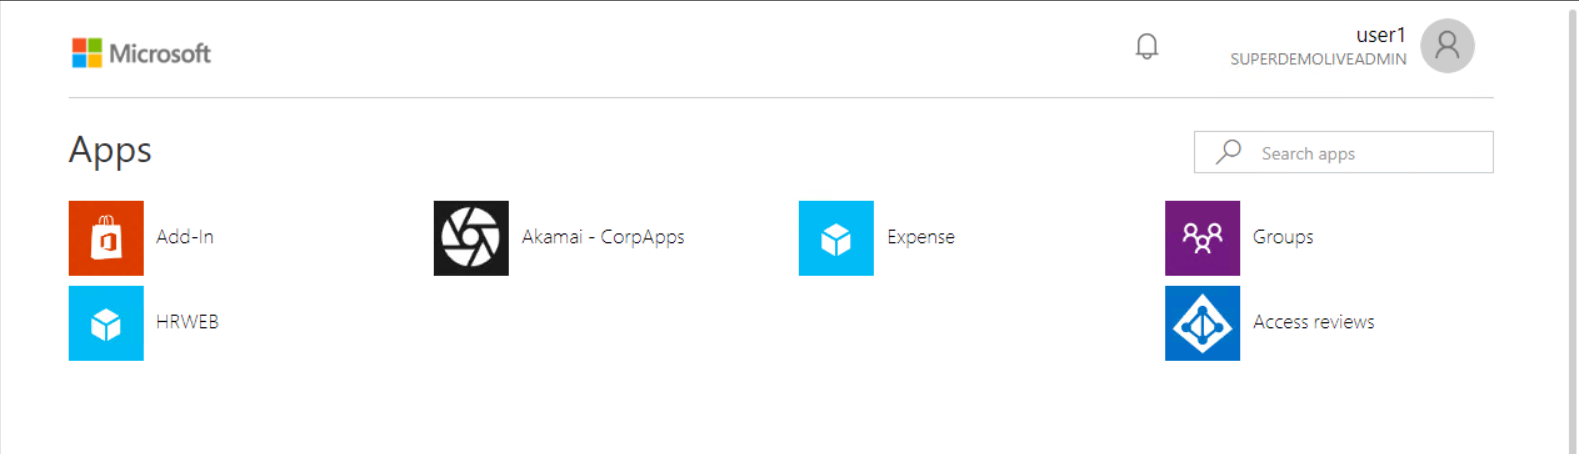 Microsoft
user1
SUPERDEMOLIVEADMIN
Apps
Search apps
Add-In
Akamai - CorpApps
Expense
Groups
HRWEB
Access reviews